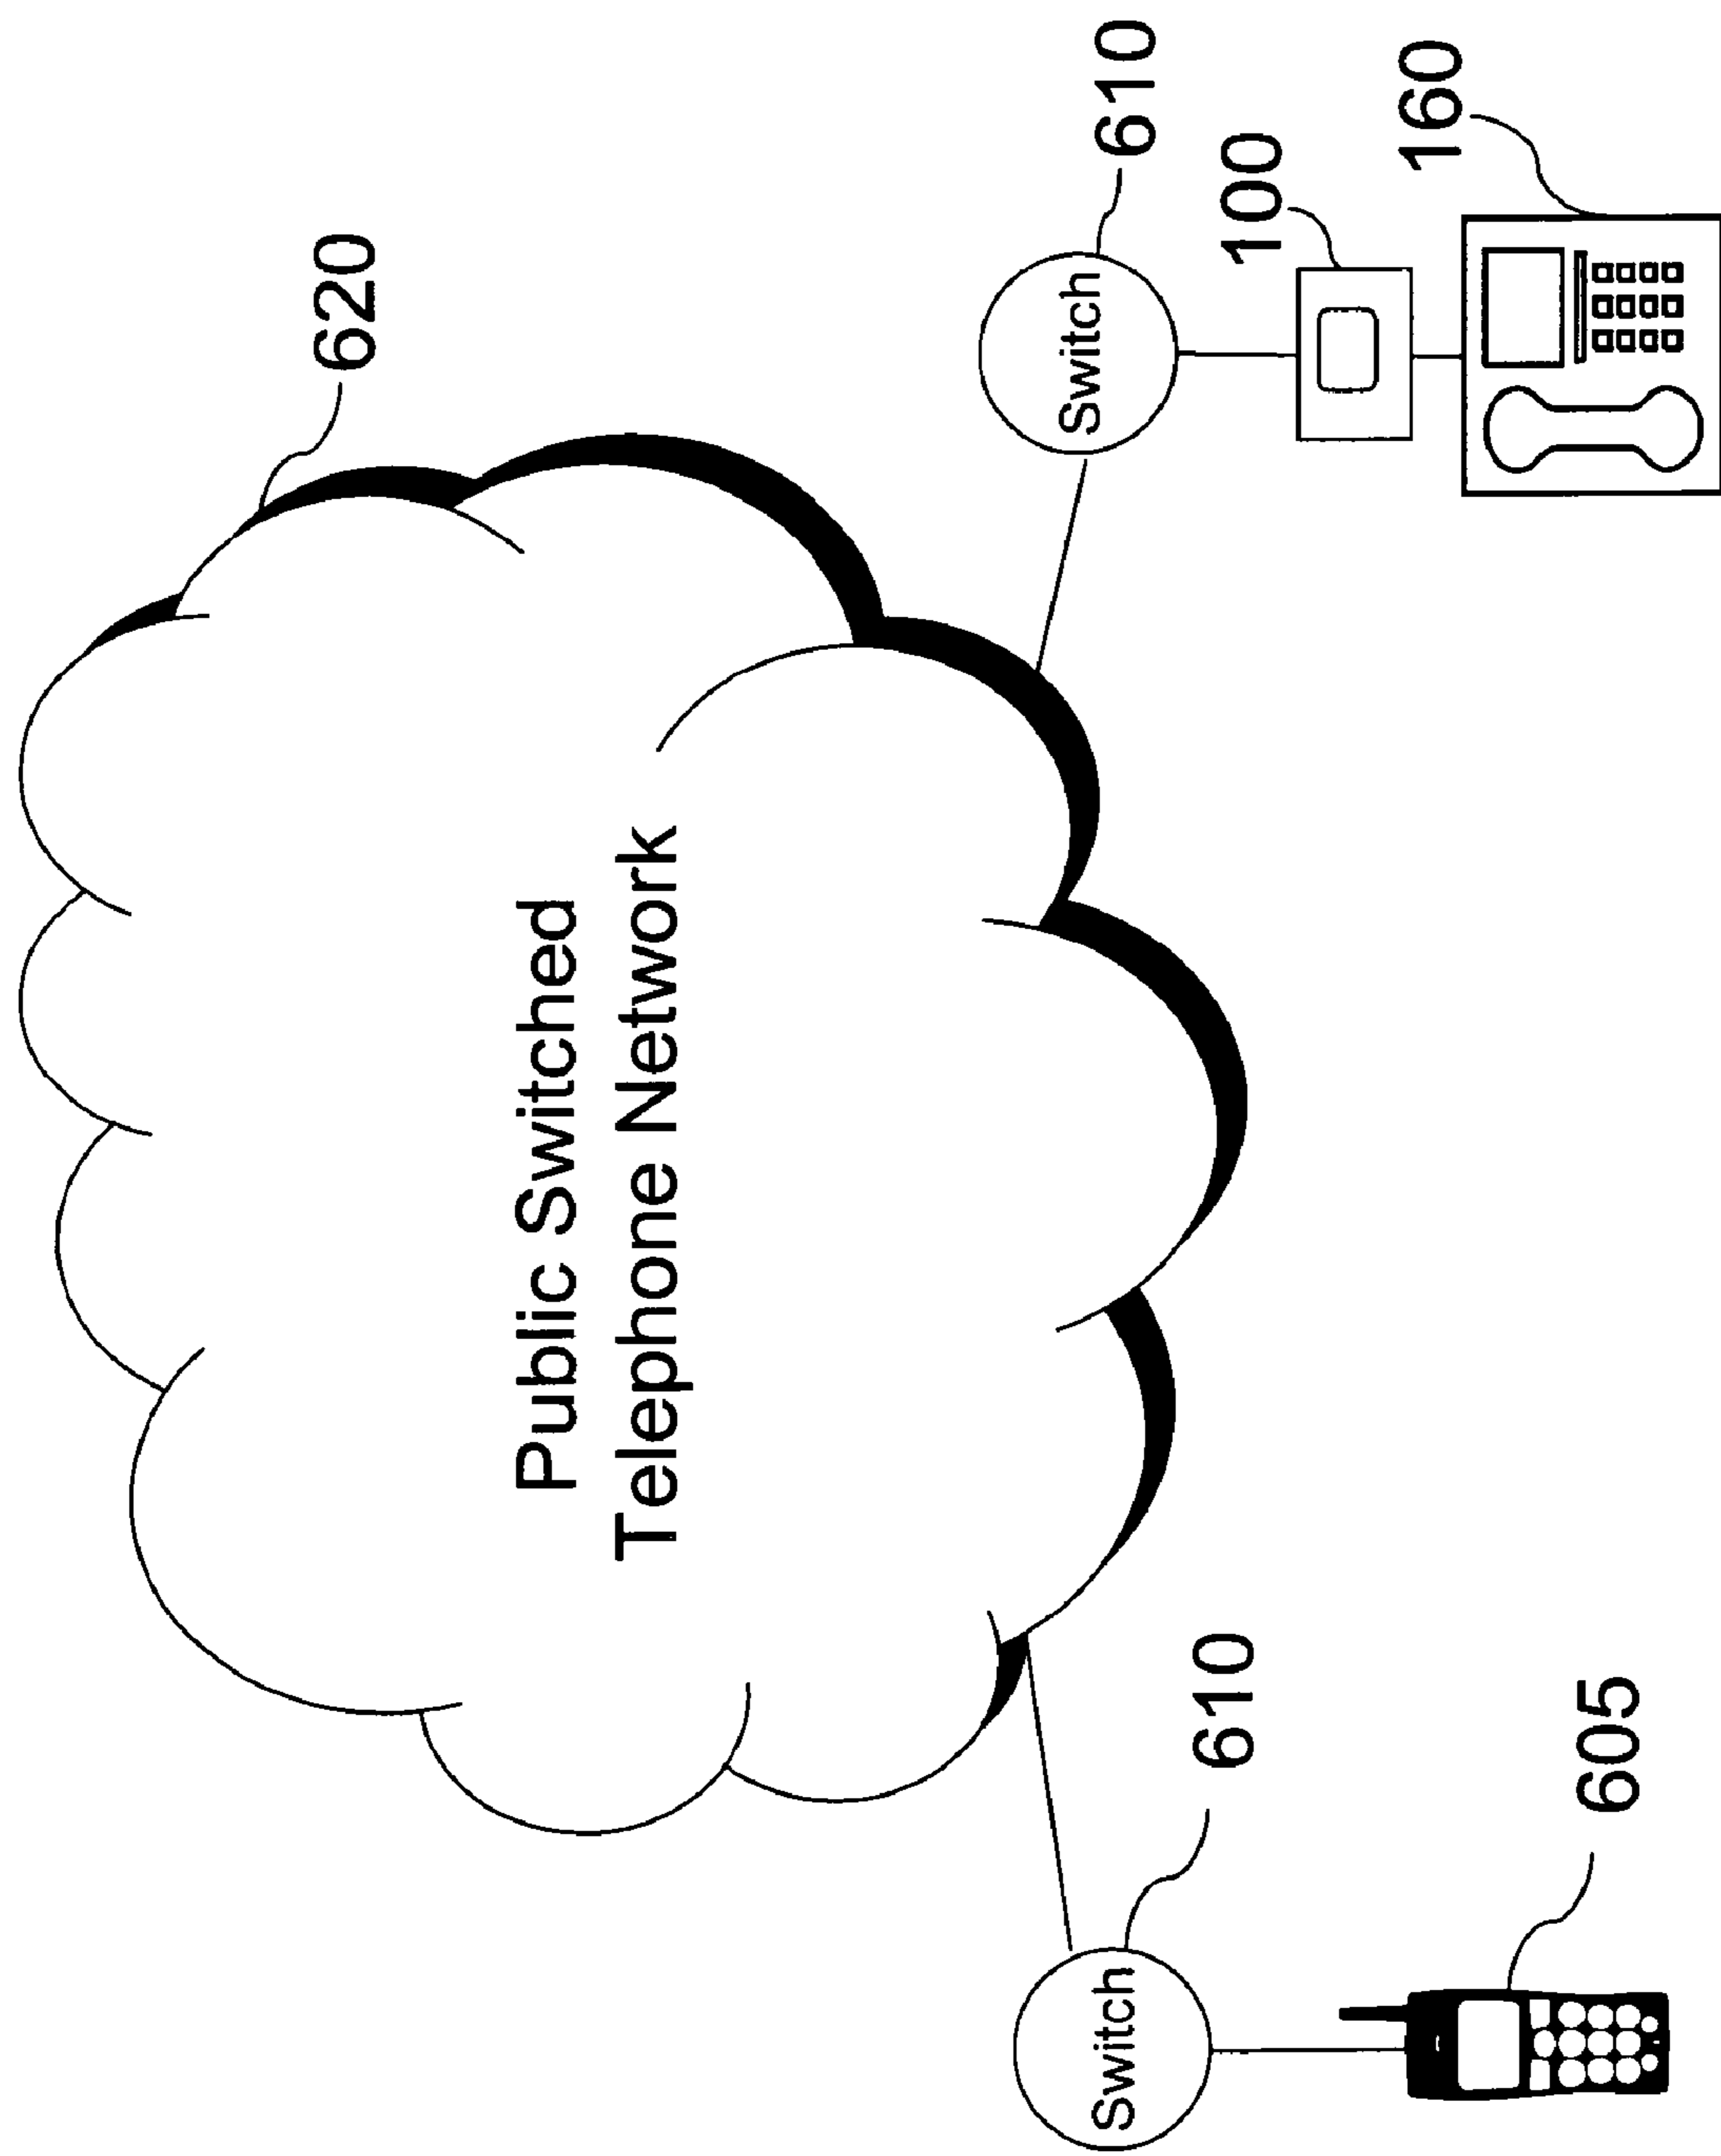 620
Public Switched
Telephone Network
Switch
610
100
160
Switch
610
605